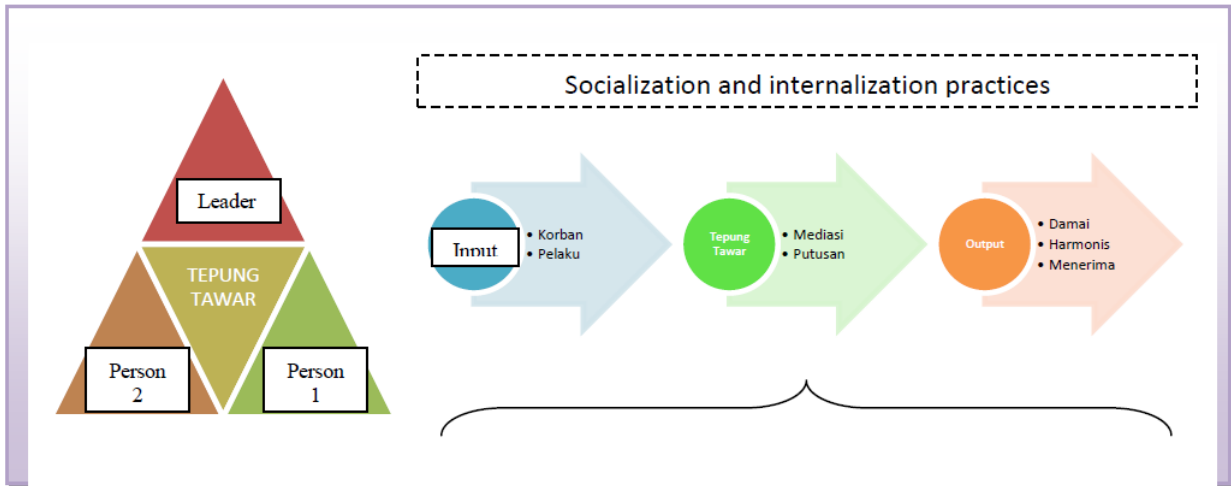 Socialization and internalization practices
Leader
TEPUNG
TAWAR
Person
2
Person
1
Input
• Korban
• Pelaku
Tepung
Tawar
• Mediasi
• Putusan
Output
• Damai
• Harmonis
• Menerima